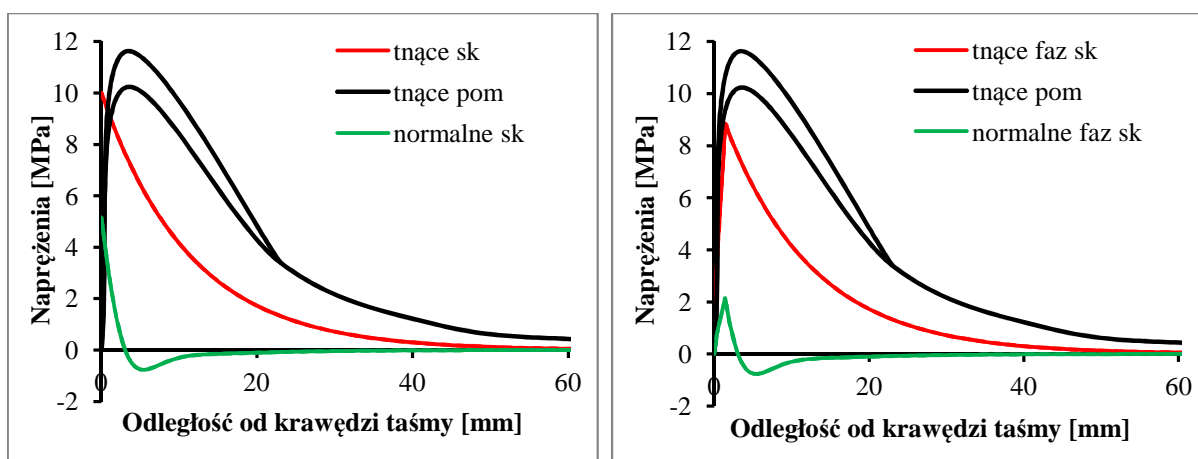 12
10
8
6
4
2
0
-2
Naprężenia [MPa]
tnące sk
tnące pom
normalne sk
0
20
40
60
Odległość od krawędzi taśmy [mm]
12
10
8
6
4
2
0
-2
Naprężenia [MPa]
tnące faz sk
tnące pom
normalne faz sk
0
20
40
60
Odległość od krawędzi taśmy [mm]